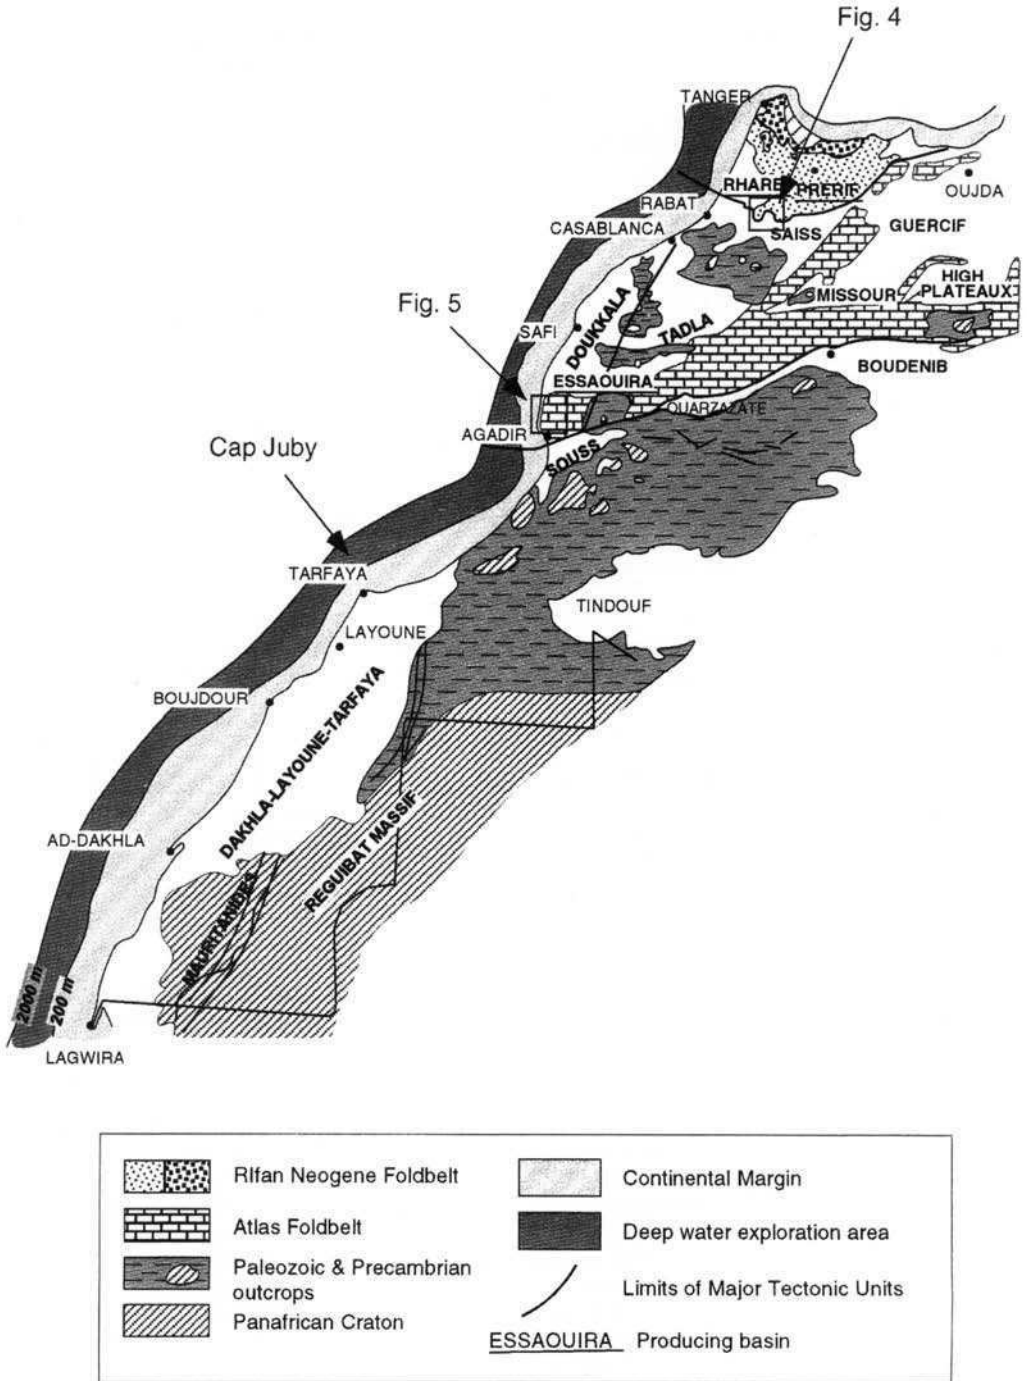 Fig. 4
TANGER
RHARB
PRERIF
OUJDA
RABAT
SAISS
GUERCIF
CASABLANCA
HIGH
PLATEAUX
MISSOUR
Fig. 5
SAFI
DOUKKALA
TADLA
BOUDENIB
ESSAOUIRA
OUARZAZATE
AGADIR
SOUSS
Cap Juby
TARFAYA
TINDOUF
LAYOUNE
BOUJDOUR
DAKHLA-LAYOUNE-TARFAYA
AD-DAKHLA
REGUIBAT MASSIF
MAURITANIDES
2000 m
200 m
LAGWIRA
RIfan Neogene Foldbelt
Atlas Foldbelt
Paleozoic & Precambrian
outcrops
Panafrican Craton
Continental Margin
Deep water exploration area
Limits of Major Tectonic Units
ESSAOUIRA Producing basin